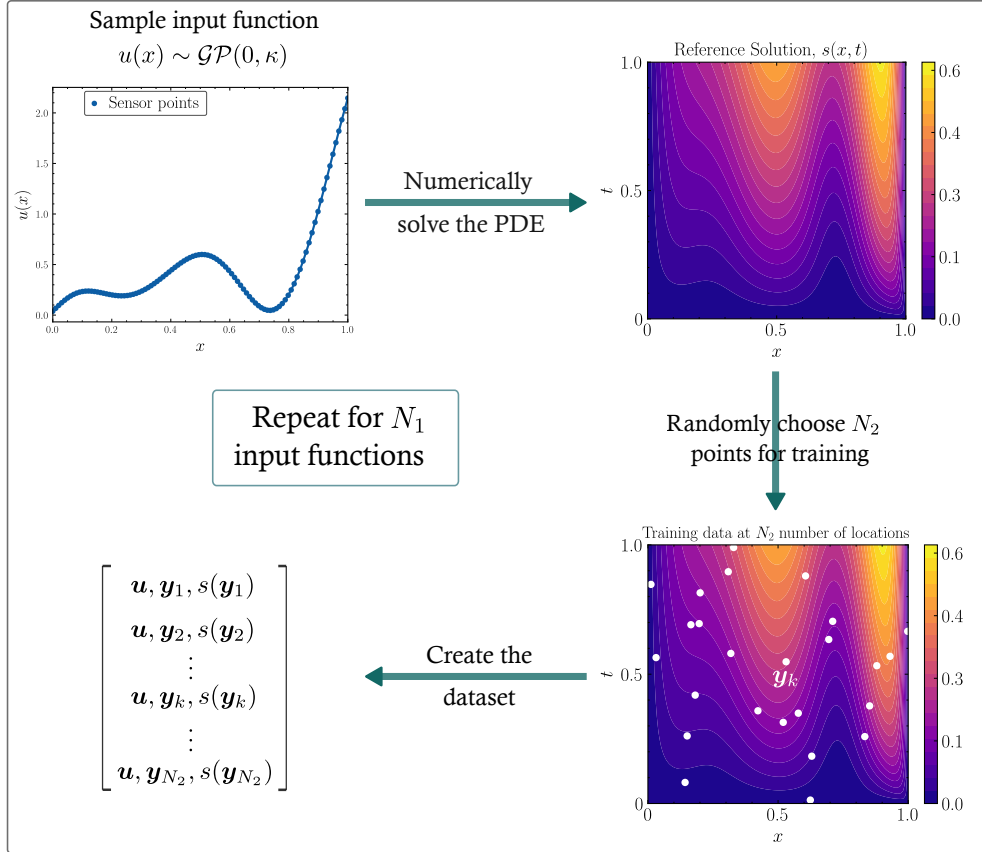 Sample input function
u(x) ∼ 𝒢𝒫(0, κ)
Sensor points
2.0
1.5
1.0
0.5
0.0
u(x)
0.0 0.2 0.4 0.6 0.8 1.0
x
Numerically
solve the PDE
Reference Solution, s(x, t)
1.0
0.5
0
t
0 0.5 1.0
x
0.6
0.4
0.3
0.1
0.0
Repeat for N₁
input functions
Randomly choose N₂
points for training
Training data at N₂ number of locations
1.0
0.5
0
t
y_k
0 0.5 1.0
x
0.6
0.4
0.3
0.1
0.0
Create the
dataset
u, y₁, s(y₁)
u, y₂, s(y₂)
⋮
u, y_k, s(y_k)
⋮
u, y_{N₂}, s(y_{N₂})